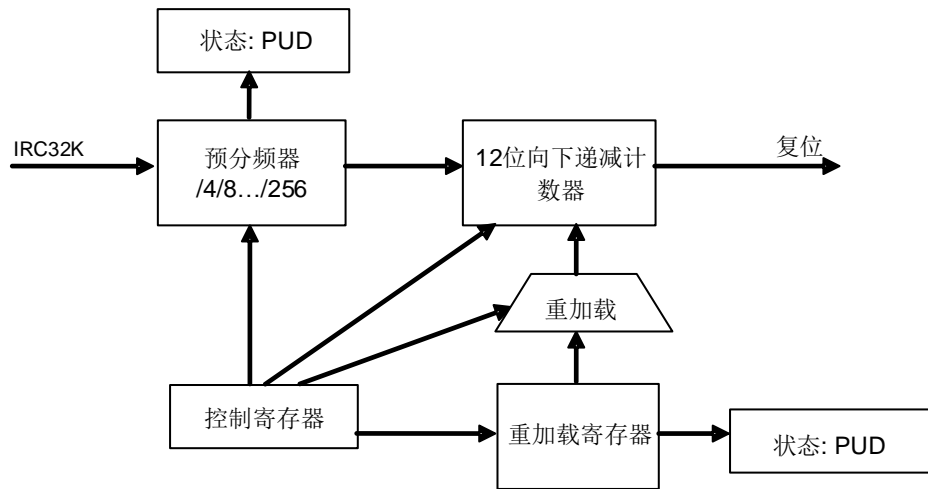 状态: PUD
IRC32K
预分频器
/4/8…/256
12位向下递减计
数器
复位
重加载
控制寄存器
重加载寄存器
状态: PUD